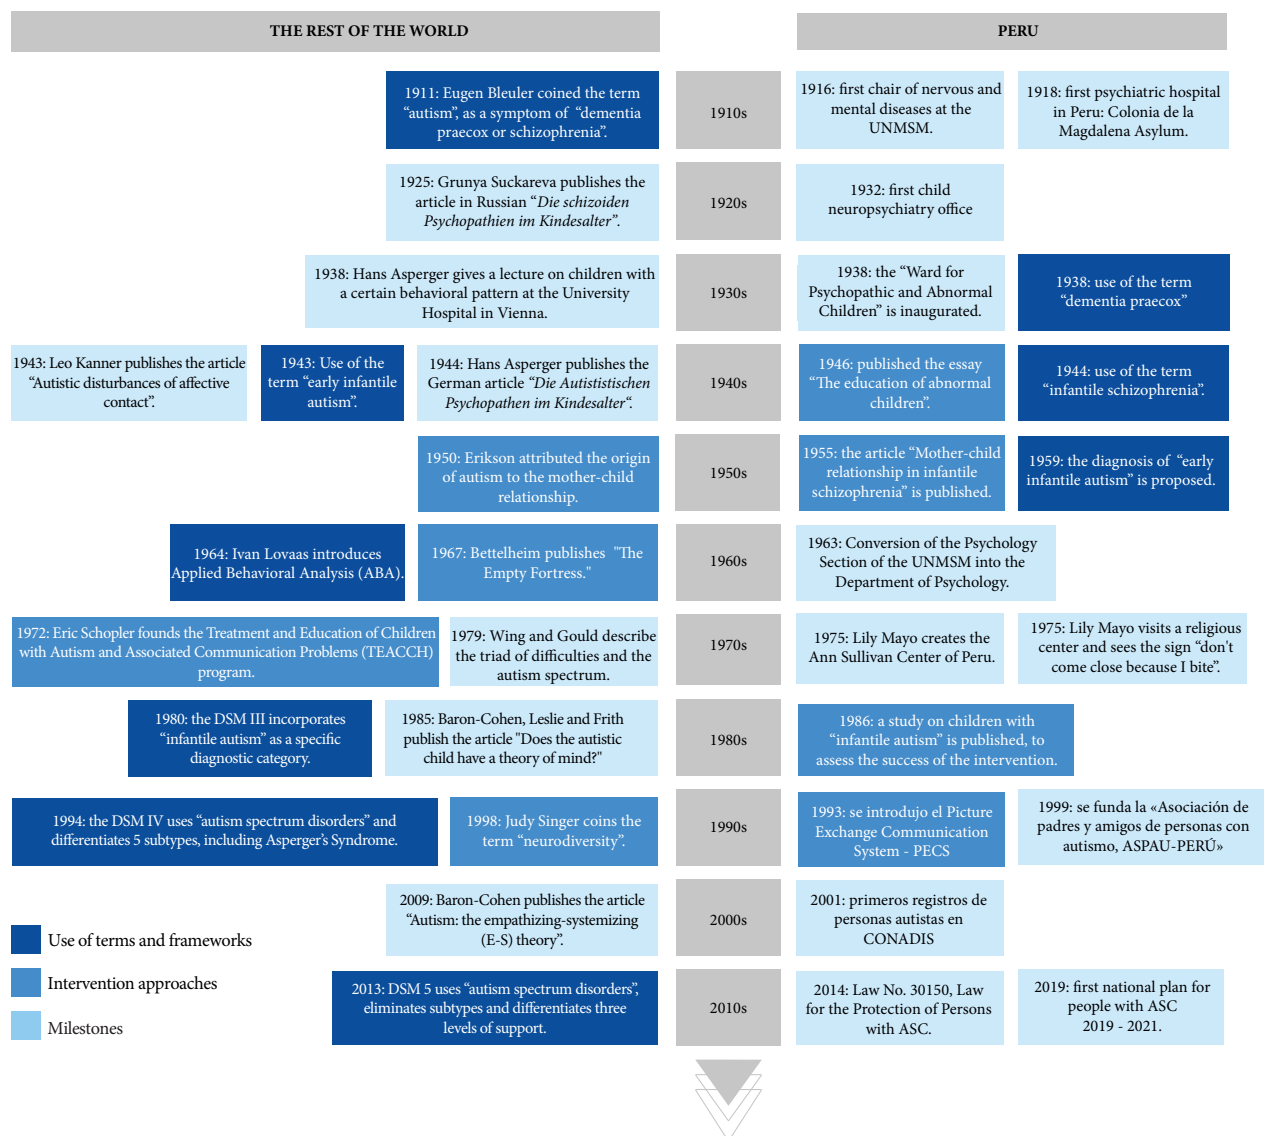 THE REST OF THE WORLD
PERU
1911: Eugen Bleuler coined the term
“autism”, as a symptom of “dementia
praecox or schizophrenia”.
1910s
1916: first chair of nervous and
mental diseases at the
UNMSM.
1918: first psychiatric hospital
in Peru: Colonia de la
Magdalena Asylum.
1925: Grunya Suckareva publishes the
article in Russian “Die schizoiden
Psychopathien im Kindesalter”.
1920s
1932: first child
neuropsychiatry office
1938: Hans Asperger gives a lecture on children with
a certain behavioral pattern at the University
Hospital in Vienna.
1930s
1938: the “Ward for
Psychopathic and Abnormal
Children” is inaugurated.
1938: use of the term
“dementia praecox”
1943: Leo Kanner publishes the article
“Autistic disturbances of affective
contact”.
1943: Use of the
term “early infantile
autism”.
1944: Hans Asperger publishes the
German article “Die Autististischen
Psychopathen im Kindesalter“.
1940s
1946: published the essay
“The education of abnormal
children”.
1944: use of the term
“infantile schizophrenia”.
1950: Erikson attributed the origin
of autism to the mother-child
relationship.
1950s
1955: the article “Mother-child
relationship in infantile
schizophrenia” is published.
1959: the diagnosis of “early
infantile autism” is proposed.
1964: Ivan Lovaas introduces
Applied Behavioral Analysis (ABA).
1967: Bettelheim publishes "The
Empty Fortress."
1960s
1963: Conversion of the Psychology
Section of the UNMSM into the
Department of Psychology.
1972: Eric Schopler founds the Treatment and Education of Children
with Autism and Associated Communication Problems (TEACCH)
program.
1979: Wing and Gould describe
the triad of difficulties and the
autism spectrum.
1970s
1975: Lily Mayo creates the
Ann Sullivan Center of Peru.
1975: Lily Mayo visits a religious
center and sees the sign “don't
come close because I bite”.
1980: the DSM III incorporates
“infantile autism” as a specific
diagnostic category.
1985: Baron-Cohen, Leslie and Frith
publish the article "Does the autistic
child have a theory of mind?"
1980s
1986: a study on children with
“infantile autism” is published, to
assess the success of the intervention.
1994: the DSM IV uses “autism spectrum disorders” and
differentiates 5 subtypes, including Asperger’s Syndrome.
1998: Judy Singer coins the
term “neurodiversity”.
1990s
1993: se introdujo el Picture
Exchange Communication
System - PECS
1999: se funda la «Asociación de
padres y amigos de personas con
autismo, ASPAU-PERÚ»
2009: Baron-Cohen publishes the article
“Autism: the empathizing-systemizing
(E-S) theory”.
2000s
2001: primeros registros de
personas autistas en
CONADIS
2013: DSM 5 uses “autism spectrum disorders”,
eliminates subtypes and differentiates three
levels of support.
2010s
2014: Law No. 30150, Law
for the Protection of Persons
with ASC.
2019: first national plan for
people with ASC
2019 - 2021.
Use of terms and frameworks
Intervention approaches
Milestones